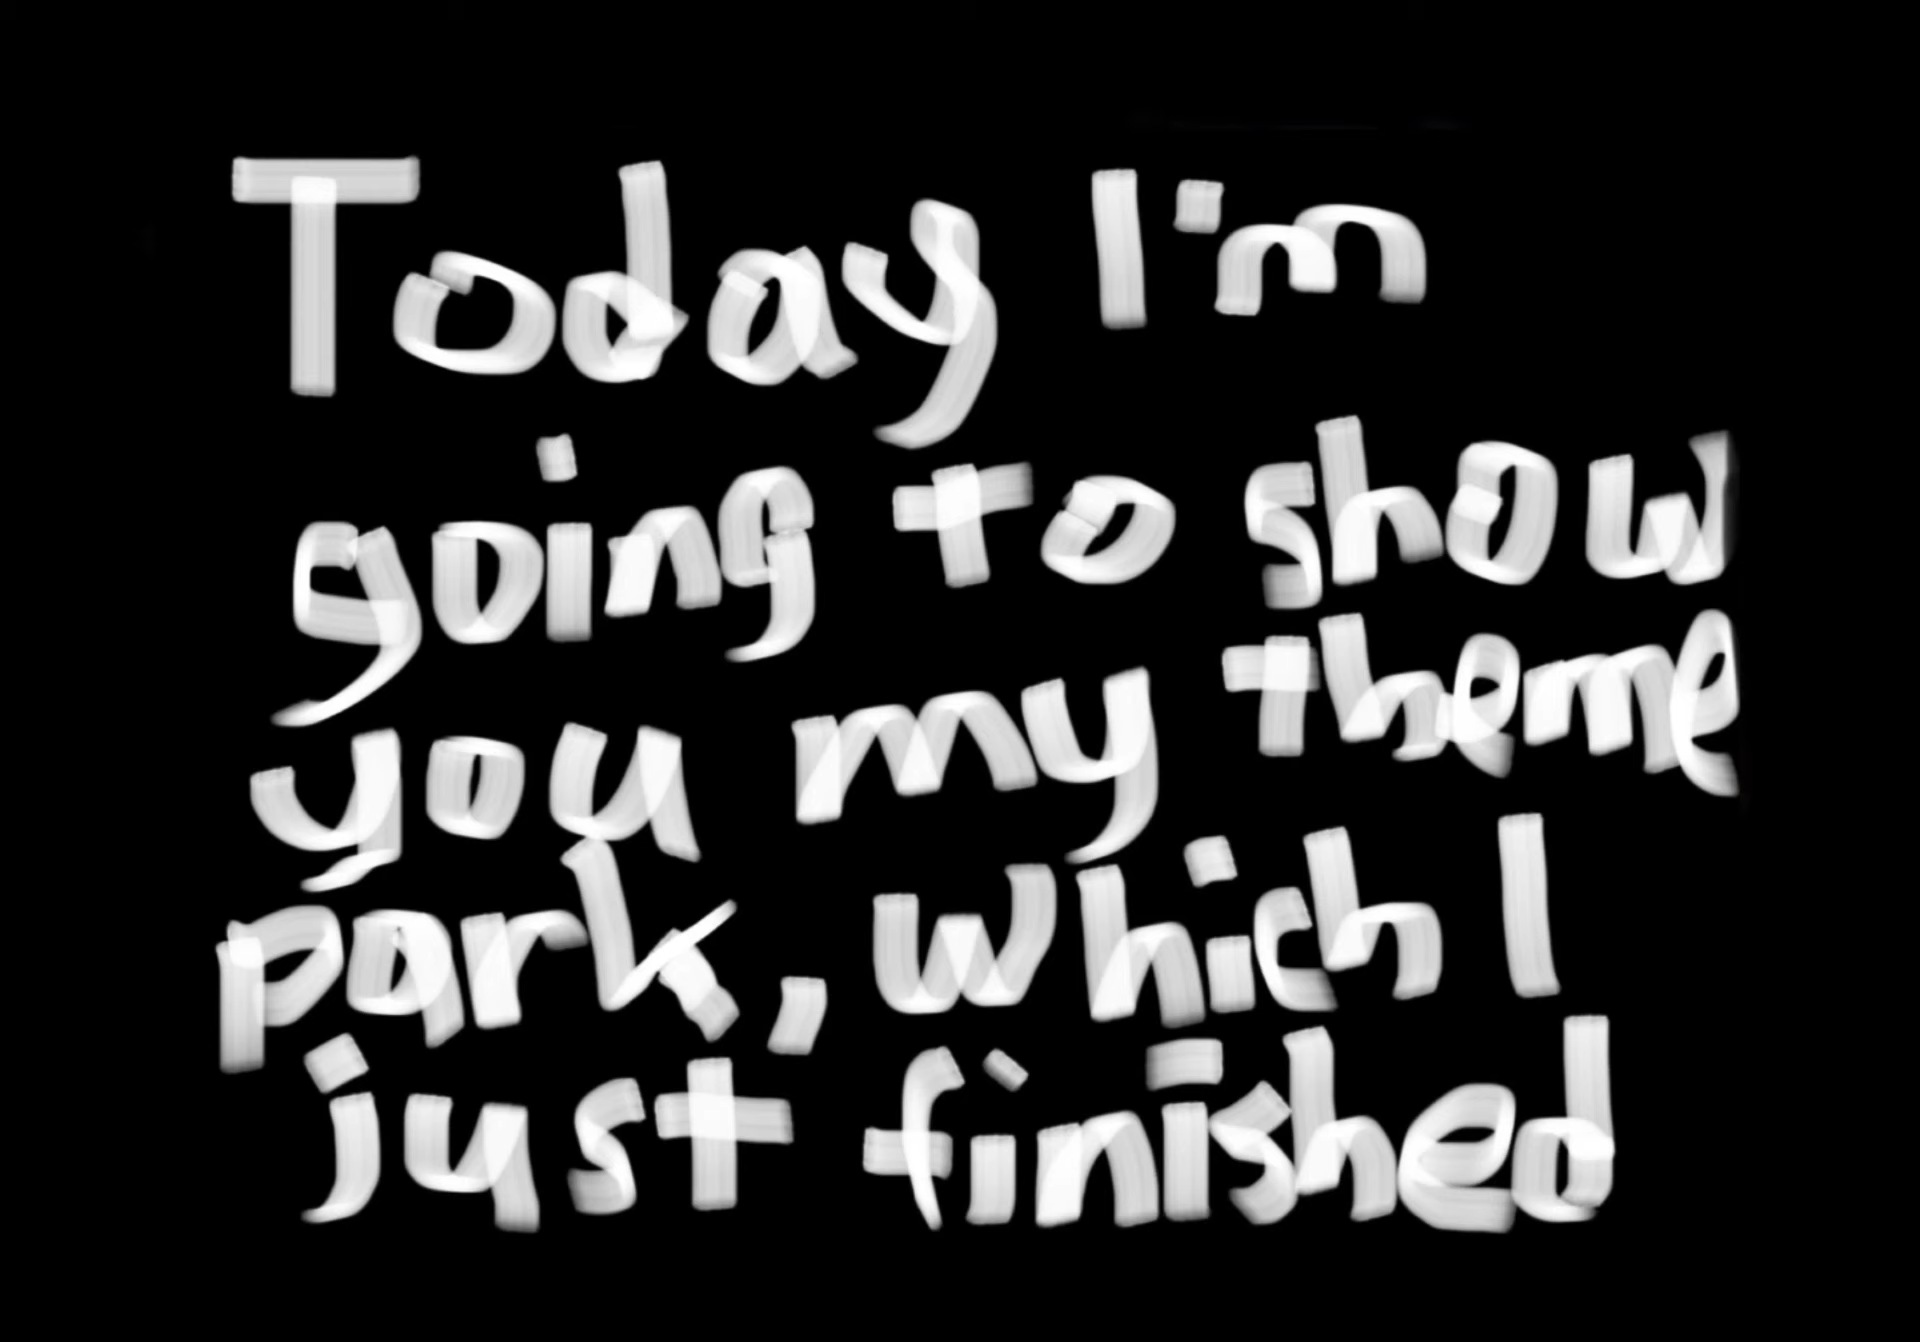 Today I'm
going to show
you my theme
park, which I
just finished